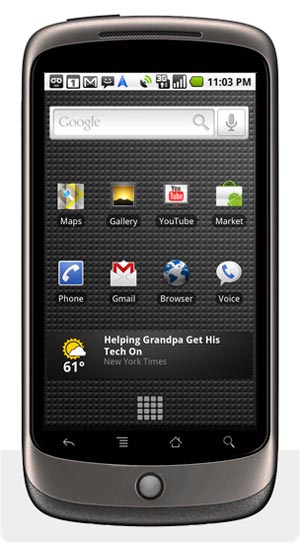 1
3G
11:03 PM
Google
You
Tube
Maps
Gallery
YouTube
Market
Phone
Gmail
Browser
Voice
Helping Grandpa Get His
Tech On
New York Times
61°